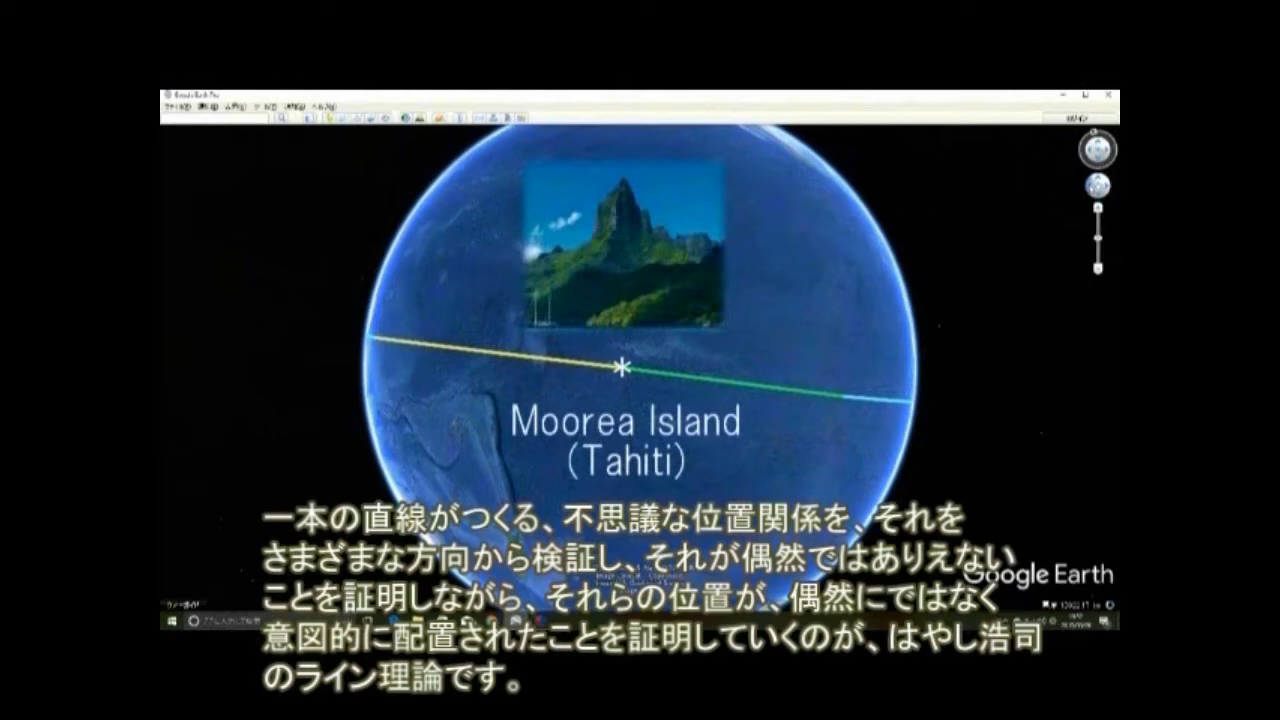 Google Earth Pro
Moorea Island
(Tahiti)
一本の直線がつくる、不思議な位置関係を、それを
さまざまな方向から検証し、それが偶然ではありえない
Google Earth
ことを証明しながら、それらの位置が、偶然にではなく
意図的に配置されたことを証明していくのが、はやし浩司
のライン理論です。